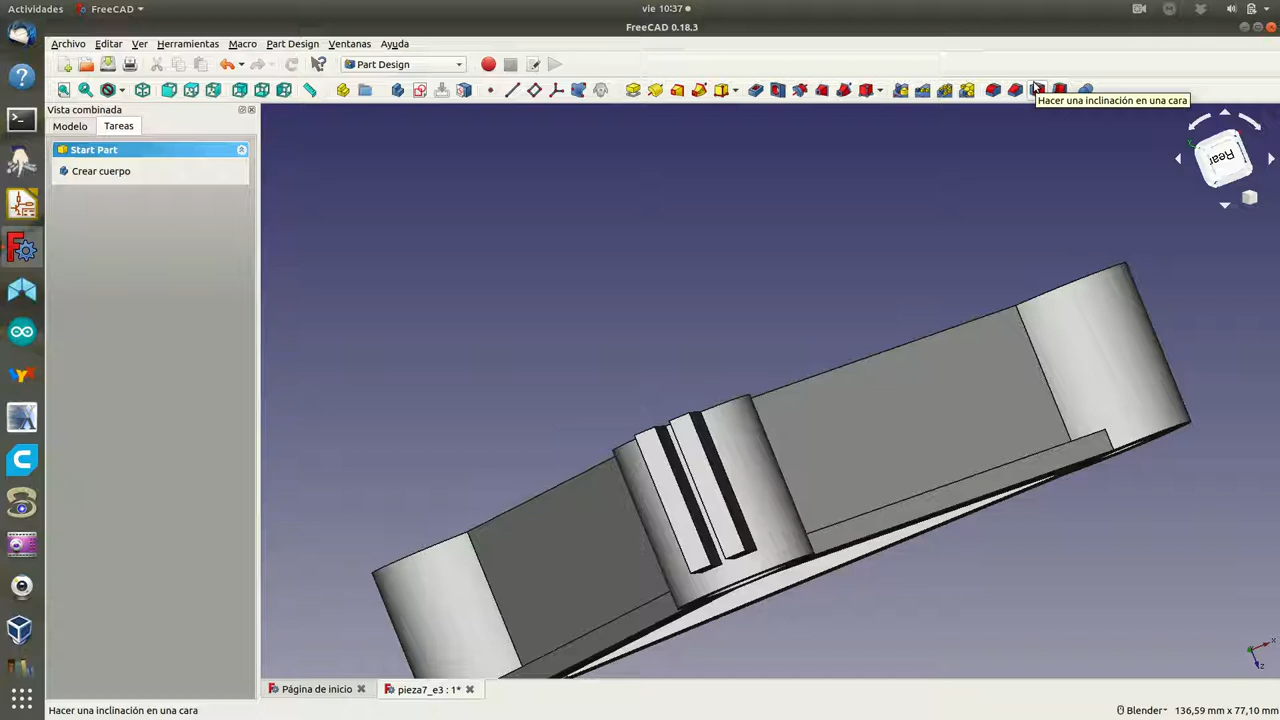 Actividades
FreeCAD
vie 10:37
FreeCAD 0.18.3
Archivo Editar Ver Herramientas Macro Part Design Ventanas Ayuda
Part Design
Hacer una inclinación en una cara
Vista combinada
Modelo Tareas
Start Part
Crear cuerpo
Rear
Página de inicio
pieza7_e3 : 1*
Hacer una inclinación en una cara
Blender
136,59 mm x 77,10 mm